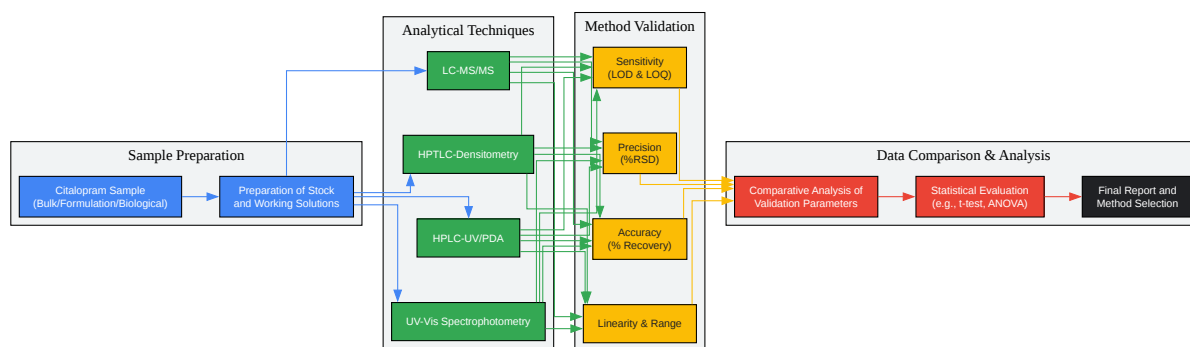 Sample Preparation
Citalopram Sample
(Bulk/Formulation/Biological)
Preparation of Stock
and Working Solutions
Analytical Techniques
LC-MS/MS
HPTLC-Densitometry
HPLC-UV/PDA
UV-Vis Spectrophotometry
Method Validation
Sensitivity
(LOD & LOQ)
Precision
(%RSD)
Accuracy
(% Recovery)
Linearity & Range
Data Comparison & Analysis
Comparative Analysis of
Validation Parameters
Statistical Evaluation
(e.g., t-test, ANOVA)
Final Report and
Method Selection